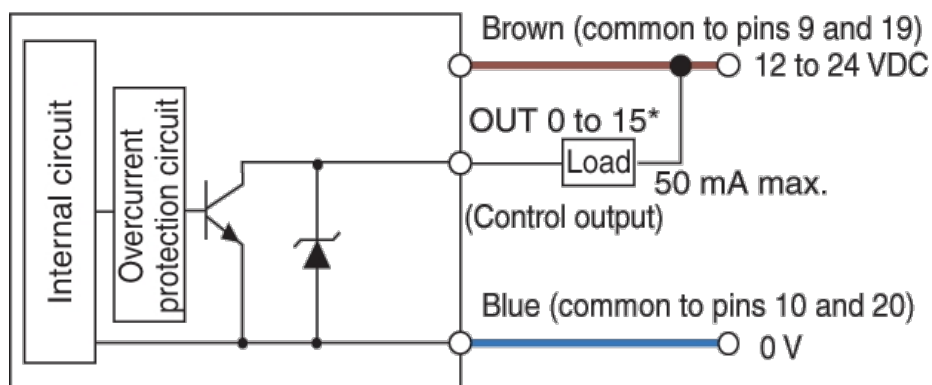 Internal circuit
Overcurrent
protection circuit
Brown (common to pins 9 and 19)
12 to 24 VDC
OUT 0 to 15*
Load
50 mA max.
(Control output)
Blue (common to pins 10 and 20)
0 V